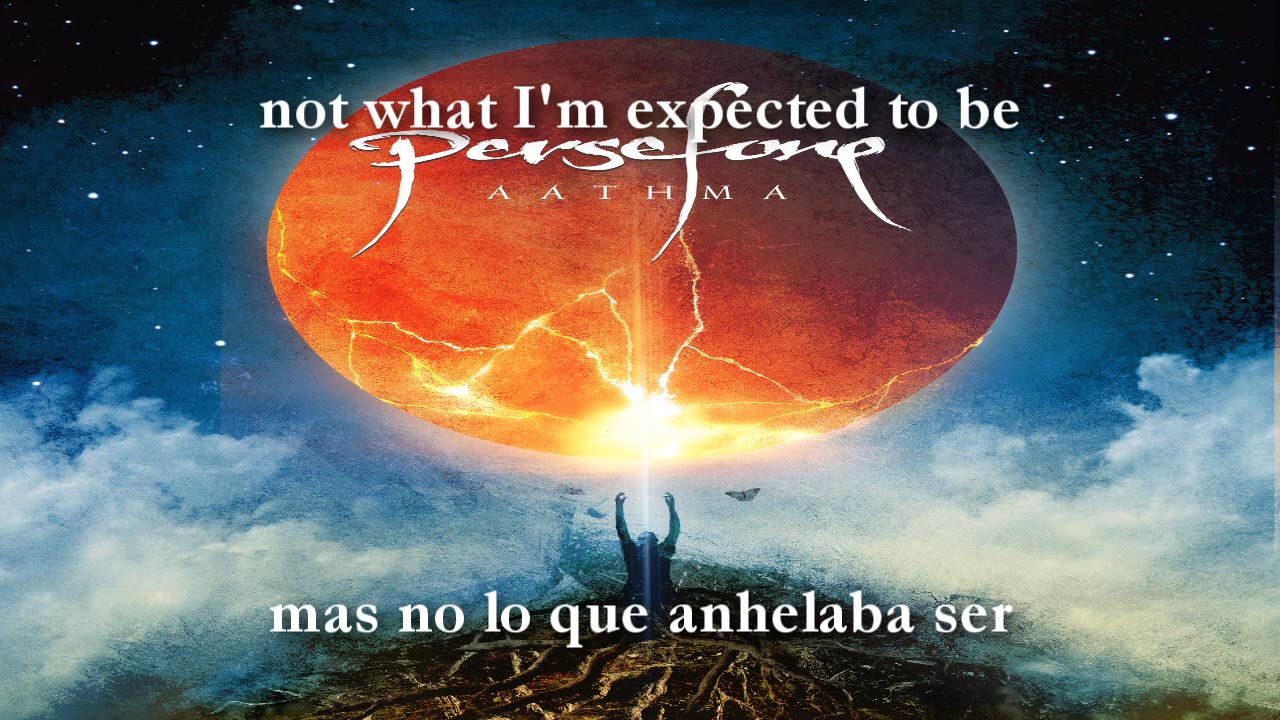 not what I'm expected to be
Persefone
AATHMA
mas no lo que anhelaba ser